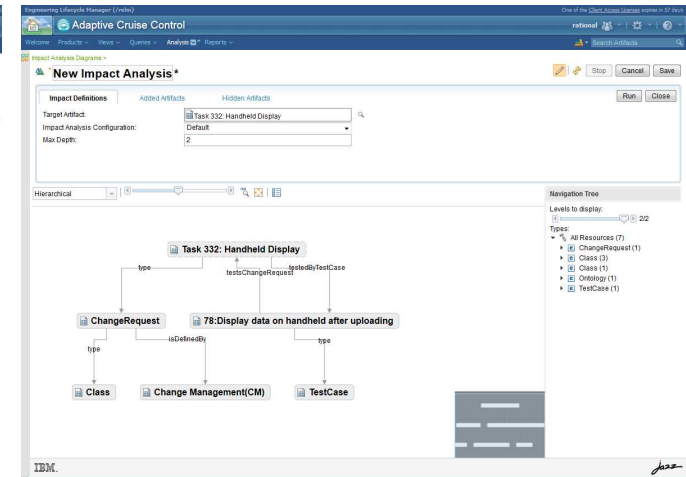 Engineering Lifecycle Manager (/relm)
One of the Client Access Licenses expires in 57 days
Adaptive Cruise Control
rational
Welcome Products Views Queries Analysis Reports
Search Artifacts
Impact Analysis Diagrams >
* New Impact Analysis *
Stop Cancel Save
Impact Definitions Added Artifacts Hidden Artifacts
Run Close
Target Artifact: Task 332: Handheld Display
Impact Analysis Configuration: Default
Max Depth: 2
Hierarchical
Navigation Tree
Levels to display:
2/2
Types:
All Resources (7)
ChangeRequest (1)
Class (3)
Class (1)
Ontology (1)
TestCase (1)
Task 332: Handheld Display
type
testsChangeRequest
testedByTestCase
ChangeRequest
78:Display data on handheld after uploading
type
isDefinedBy
type
Class
Change Management(CM)
TestCase
IBM.
Jazz